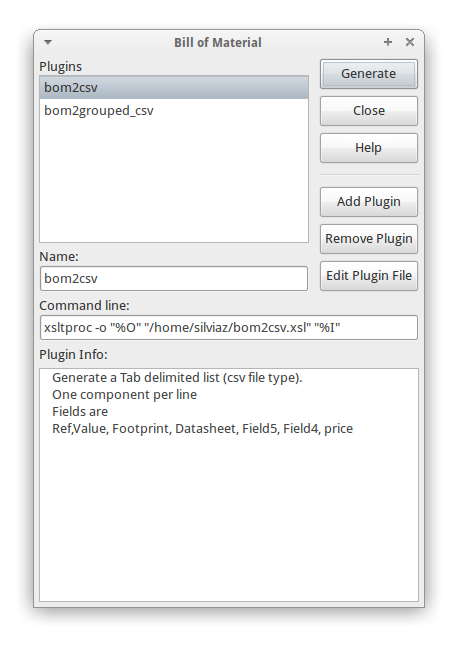 Bill of Material
Plugins
bom2csv
bom2grouped_csv
Generate
Close
Help
Add Plugin
Remove Plugin
Edit Plugin File
Name:
bom2csv
Command line:
xsltproc -o "%O" "/home/silviaz/bom2csv.xsl" "%I"
Plugin Info:
Generate a Tab delimited list (csv file type).
One component per line
Fields are
Ref,Value, Footprint, Datasheet, Field5, Field4, price